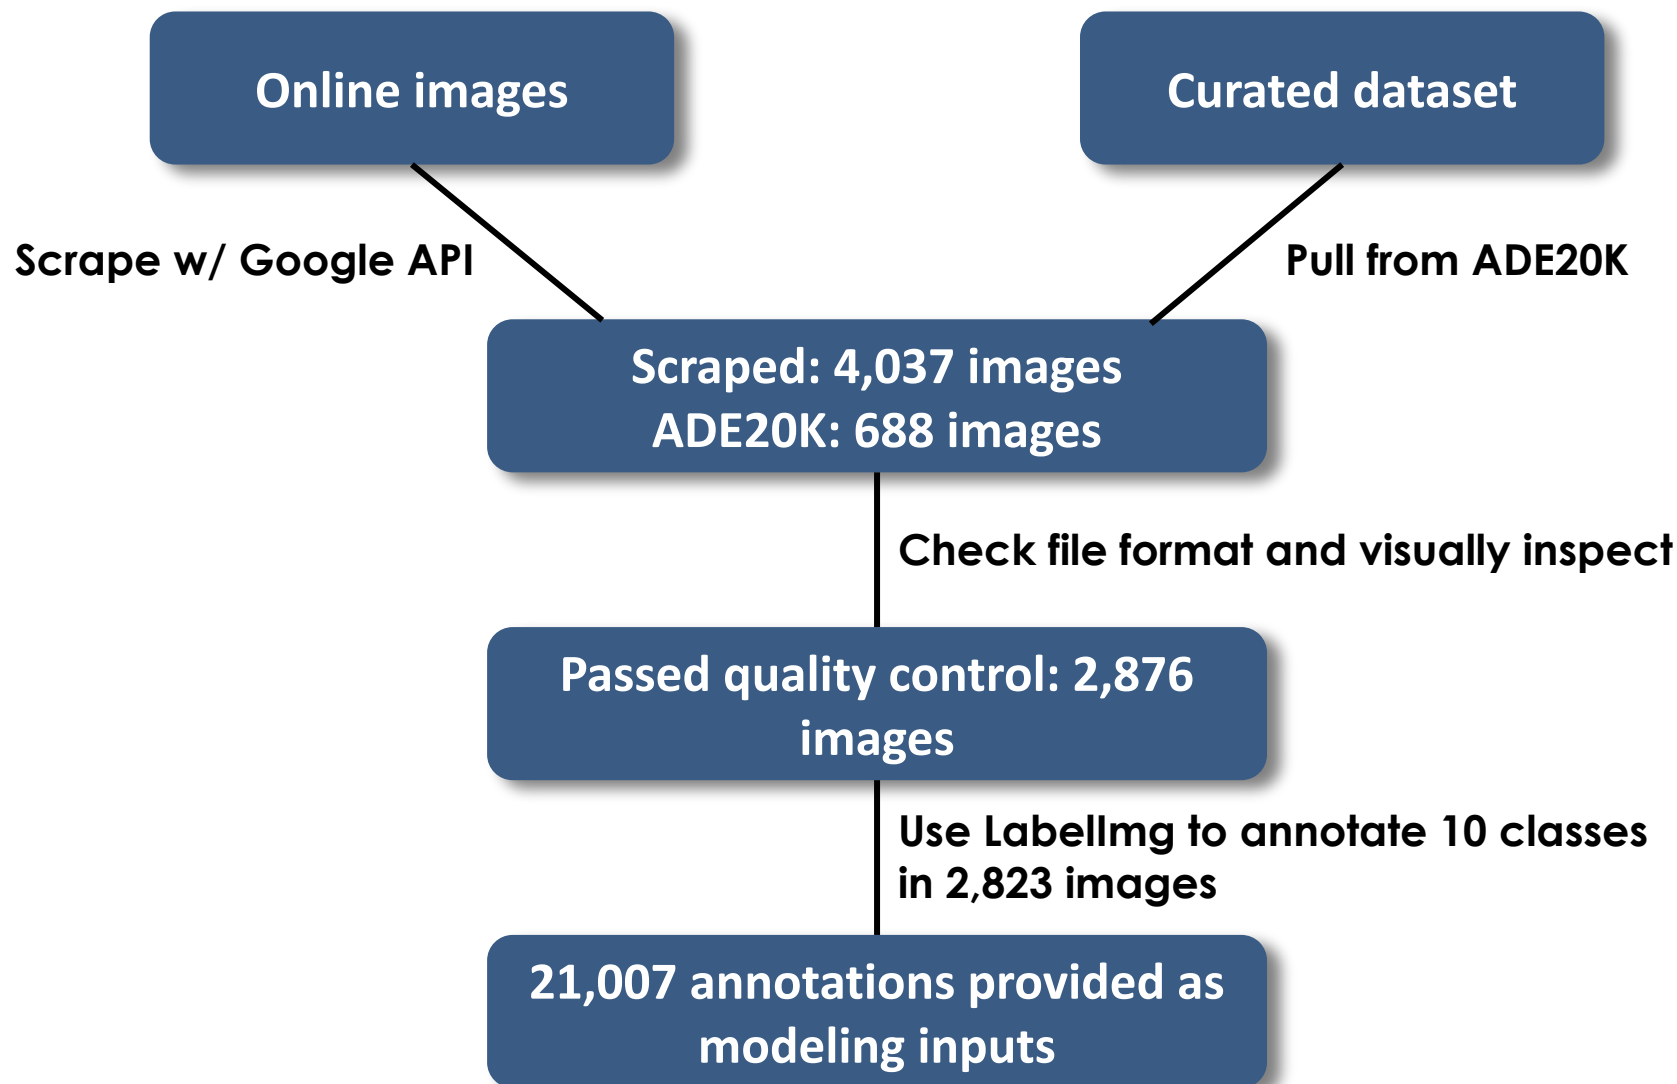 Online images
Curated dataset
Scrape w/ Google API
Pull from ADE20K
Scraped: 4,037 images
ADE20K: 688 images
Check file format and visually inspect
Passed quality control: 2,876
images
Use LabelImg to annotate 10 classes
in 2,823 images
21,007 annotations provided as
modeling inputs